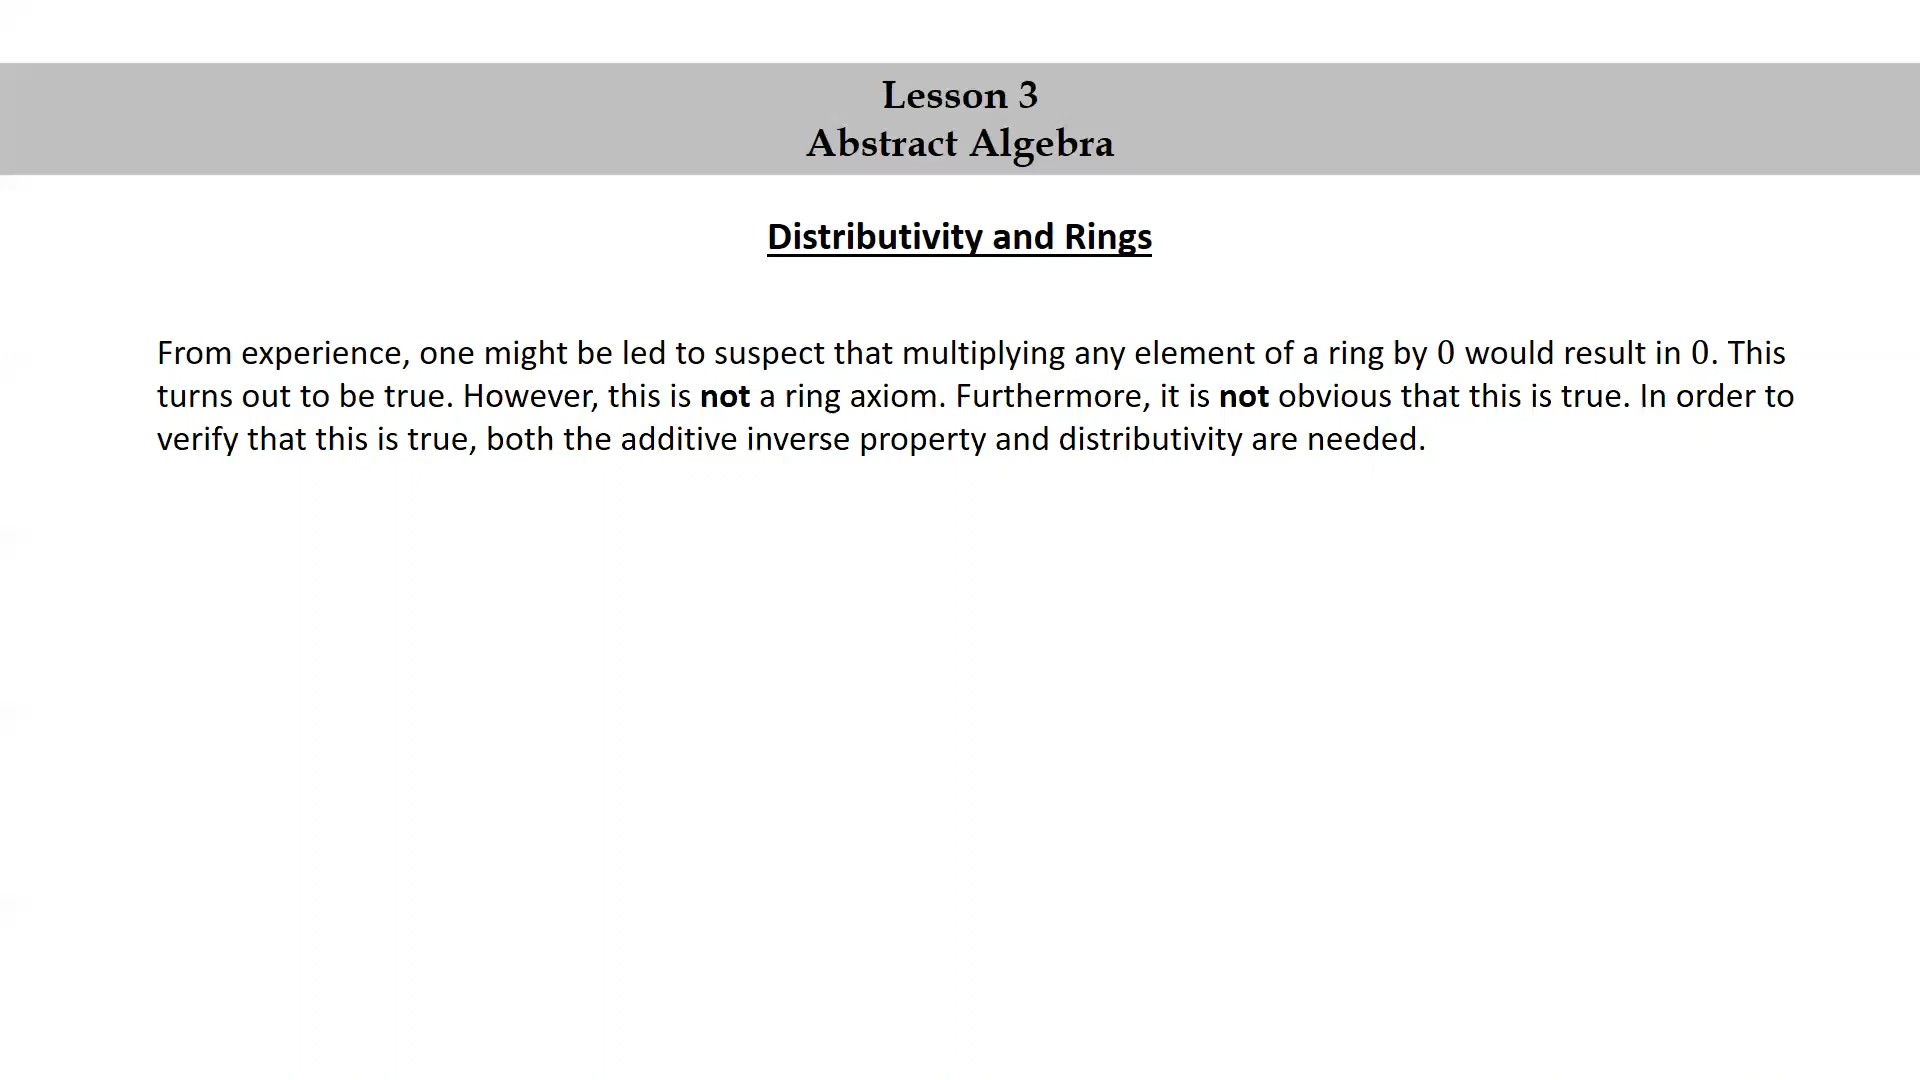 Lesson 3
Abstract Algebra
Distributivity and Rings
From experience, one might be led to suspect that multiplying any element of a ring by 0 would result in 0. This
turns out to be true. However, this is not a ring axiom. Furthermore, it is not obvious that this is true. In order to
verify that this is true, both the additive inverse property and distributivity are needed.